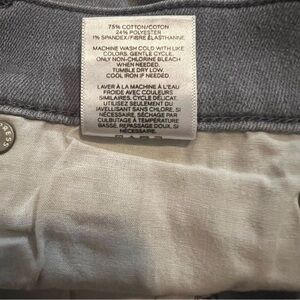 75% COTTON/COTON
24% POLYESTER
1% SPANDEX/FIBRE ELASTHANNE.
MACHINE WASH COLD WITH LIKE
COLORS. GENTLE CYCLE.
ONLY NON-CHLORINE BLEACH
WHEN NEEDED.
TUMBLE DRY LOW.
COOL IRON IF NEEDED.
LAVER À LA MACHINE À L'EAU
FROIDE AVEC COULEURS
SIMILAIRES. CYCLE DÉLICAT.
UTILISEZ SEULEMENT DU
JAVELLISANT SANS CHLORE, SI
NÉCESSAIRE. SÉCHAGE PAR
CULBUTAGE À TEMPÉRATURE
BASSE. REPASSAGE DOUX, SI
NÉCESSAIRE.